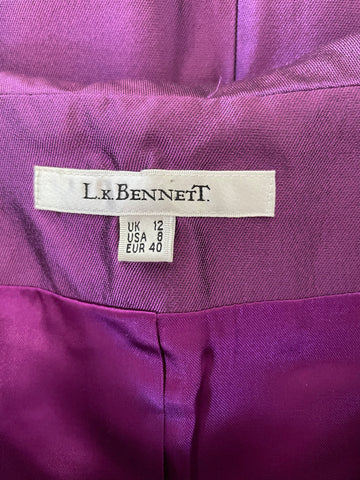 L.K.BENNETT.
UK 12
USA 8
EUR 40